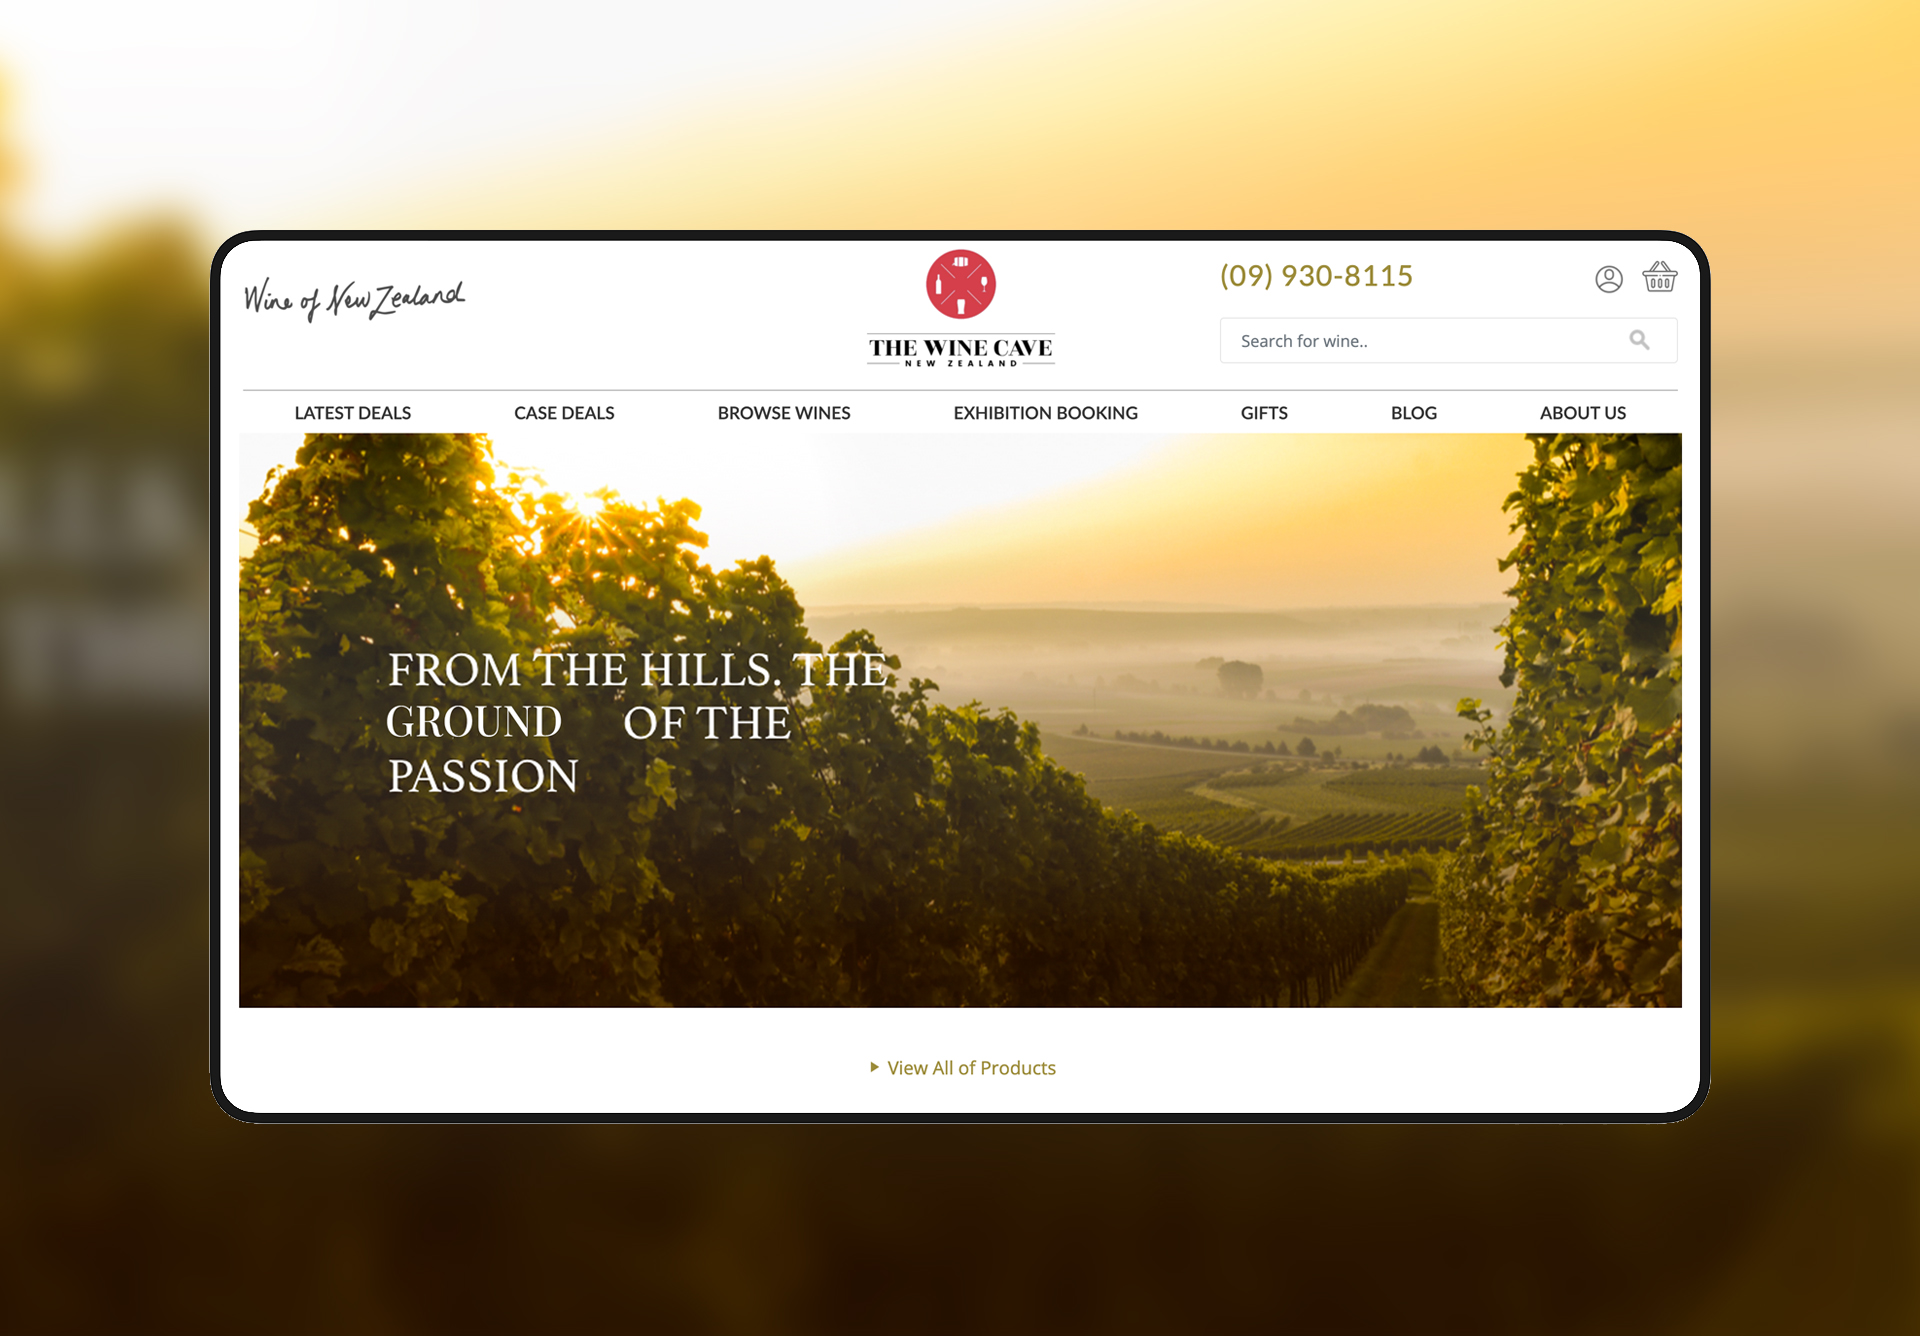 Wine of New Zealand
THE WINE CAVE
NEW ZEALAND
(09) 930-8115
Search for wine..
LATEST DEALS CASE DEALS BROWSE WINES EXHIBITION BOOKING GIFTS BLOG ABOUT US
FROM THE HILLS. THE
GROUND OF THE
PASSION
View All of Products